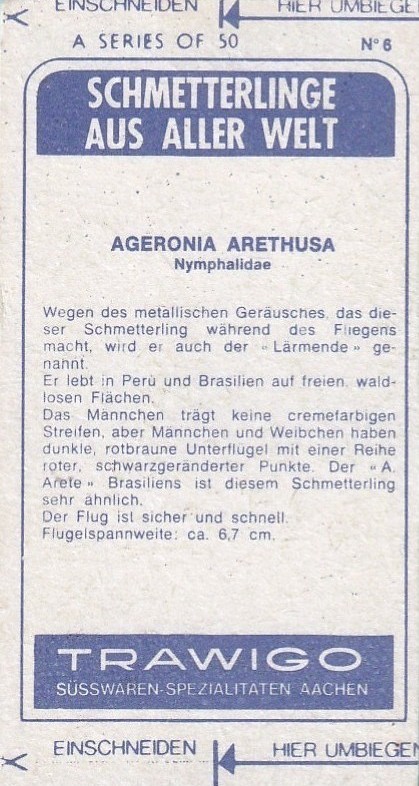 EINSCHNEIDEN HIER UMBIEGE
A SERIES OF 50 N° 6
SCHMETTERLINGE
AUS ALLER WELT
AGERONIA ARETHUSA
Nymphalidae
Wegen des metallischen Geräusches, das die-
ser Schmetterling während des Fliegens
macht, wird er auch der « Lärmende » ge-
nannt.
Er lebt in Peru und Brasilien auf freien, wald-
losen Flächen.
Das Männchen trägt keine cremefarbigen
Streifen, aber Männchen und Weibchen haben
dunkle, rotbraune Unterflügel mit einer Reihe
roter, schwarzgeränderter Punkte. Der « A.
Arete » Brasiliens ist diesem Schmetterling
sehr ähnlich.
Der Flug ist sicher und schnell.
Flugelspannweite: ca. 6,7 cm.
TRAWIGO
SÜSSWAREN-SPEZIALITATEN AACHEN
EINSCHNEIDEN HIER UMBIEGEN